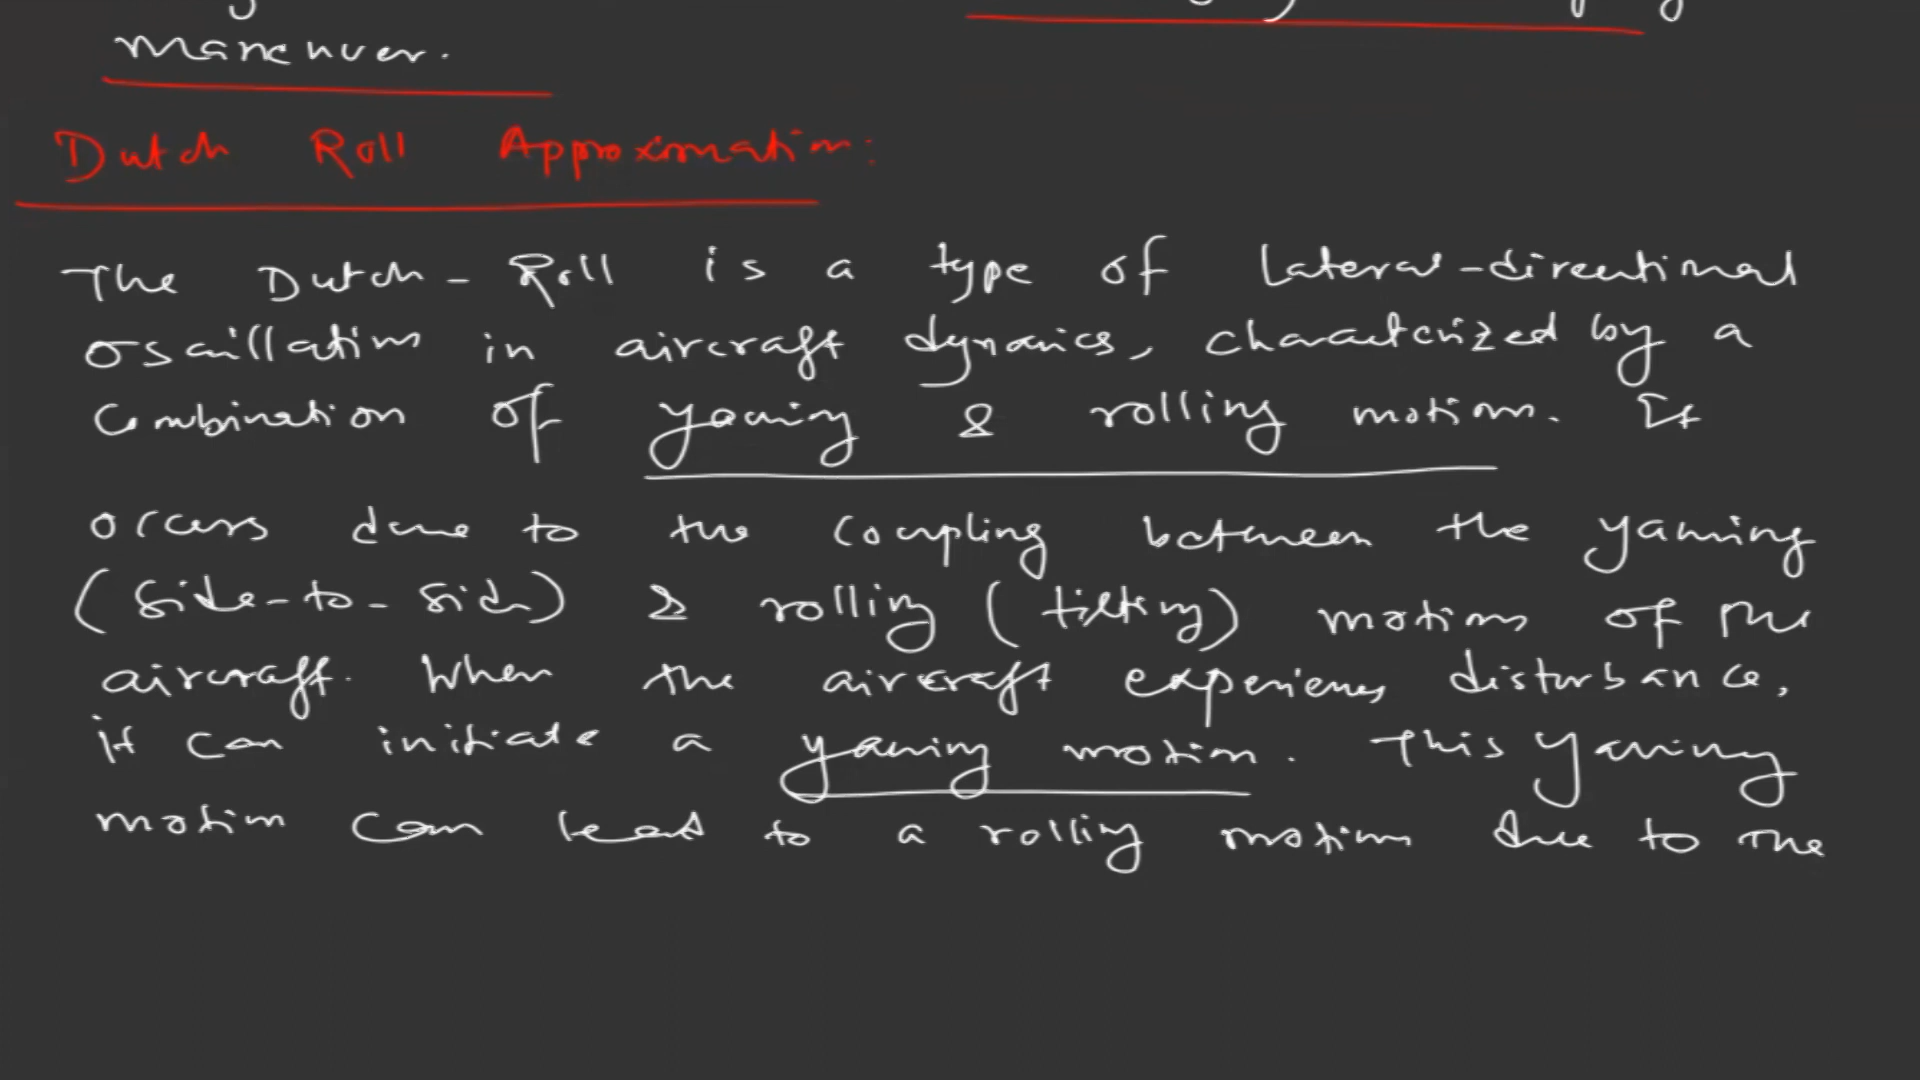 maneuver.
Dutch Roll Approximation:
The Dutch-Roll is a type of Lateral-directional
oscillation in aircraft dynamics, characterized by a
combination of yawing & rolling motions. It
occurs due to the coupling between the yawing
(side-to-side) & rolling (tilting) motions of the
aircraft. When the aircraft experiences disturbance,
it can initiate a yawing motion. This yawing
motion can lead to a rolling motion due to the